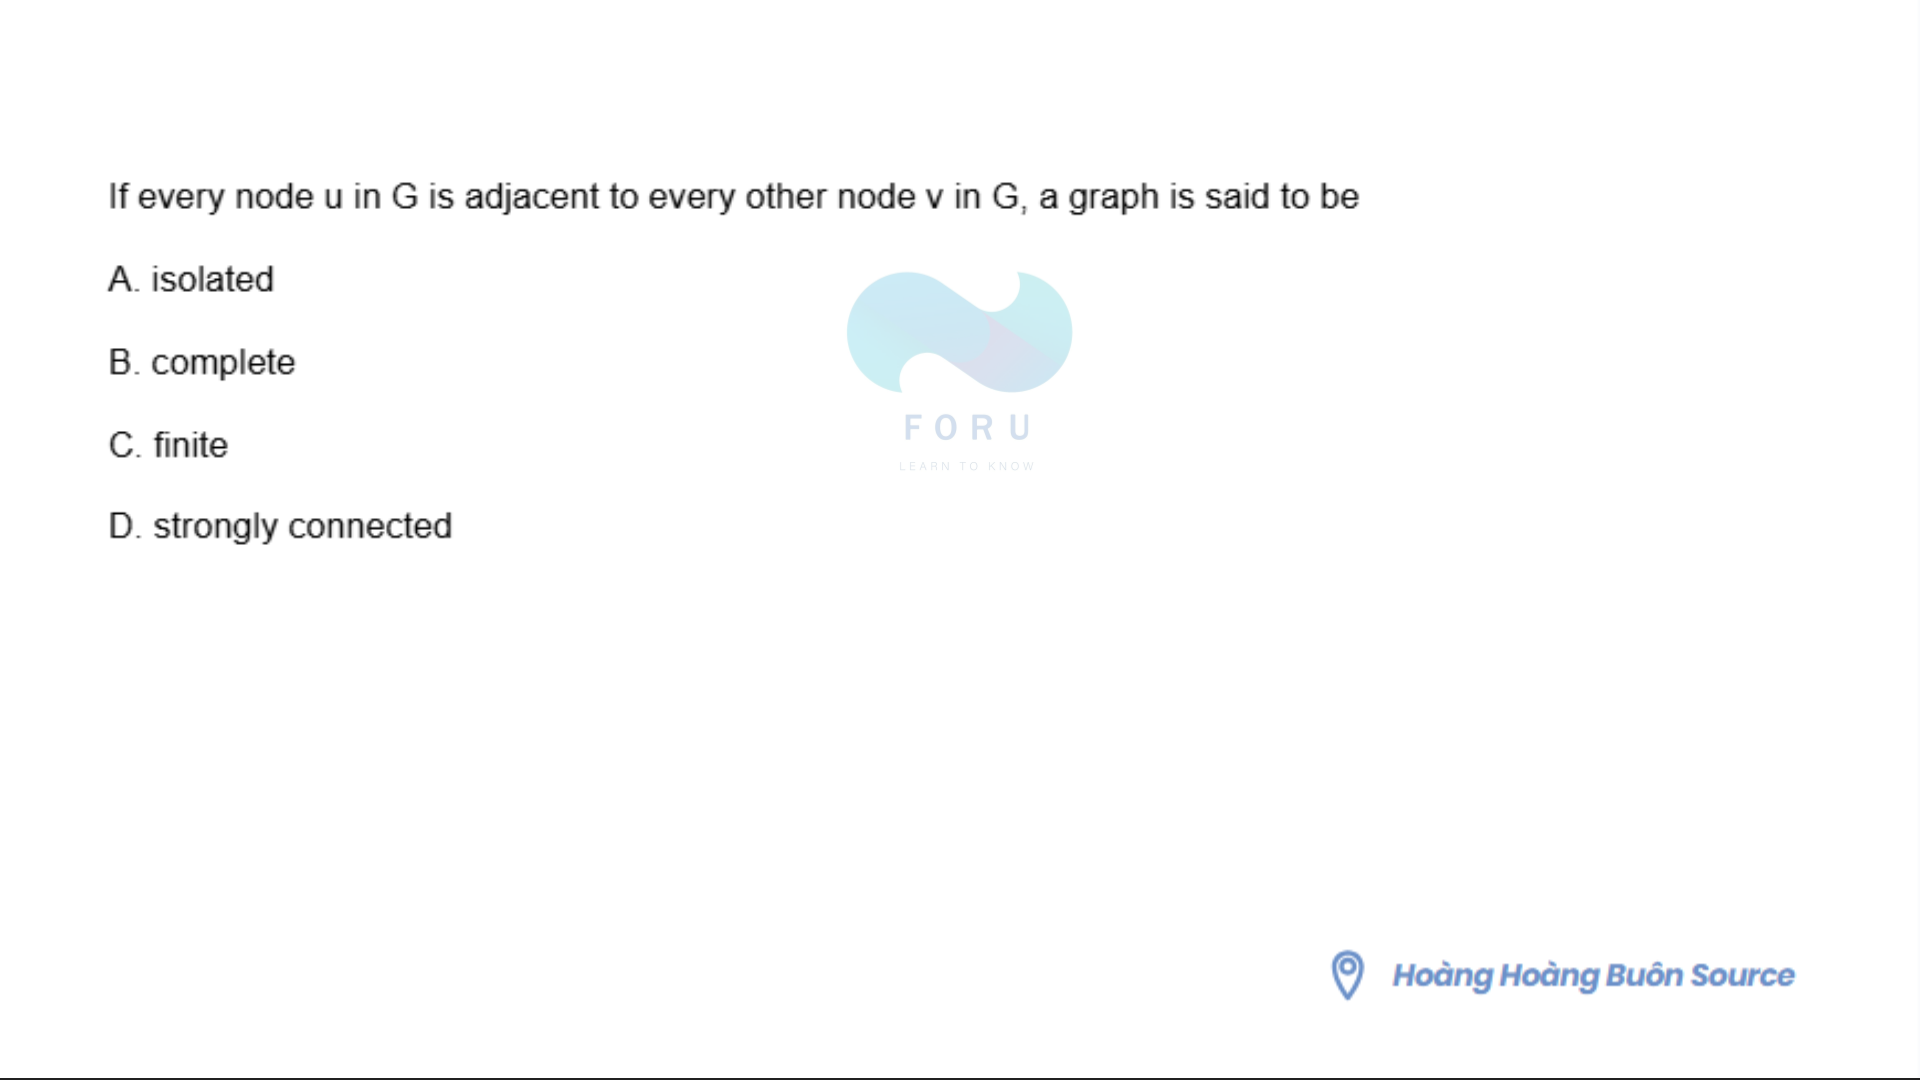 If every node u in G is adjacent to every other node v in G, a graph is said to be
A. isolated
B. complete
C. finite
D. strongly connected
FORU
LEARN TO KNOW
Hoàng Hoàng Buôn Source